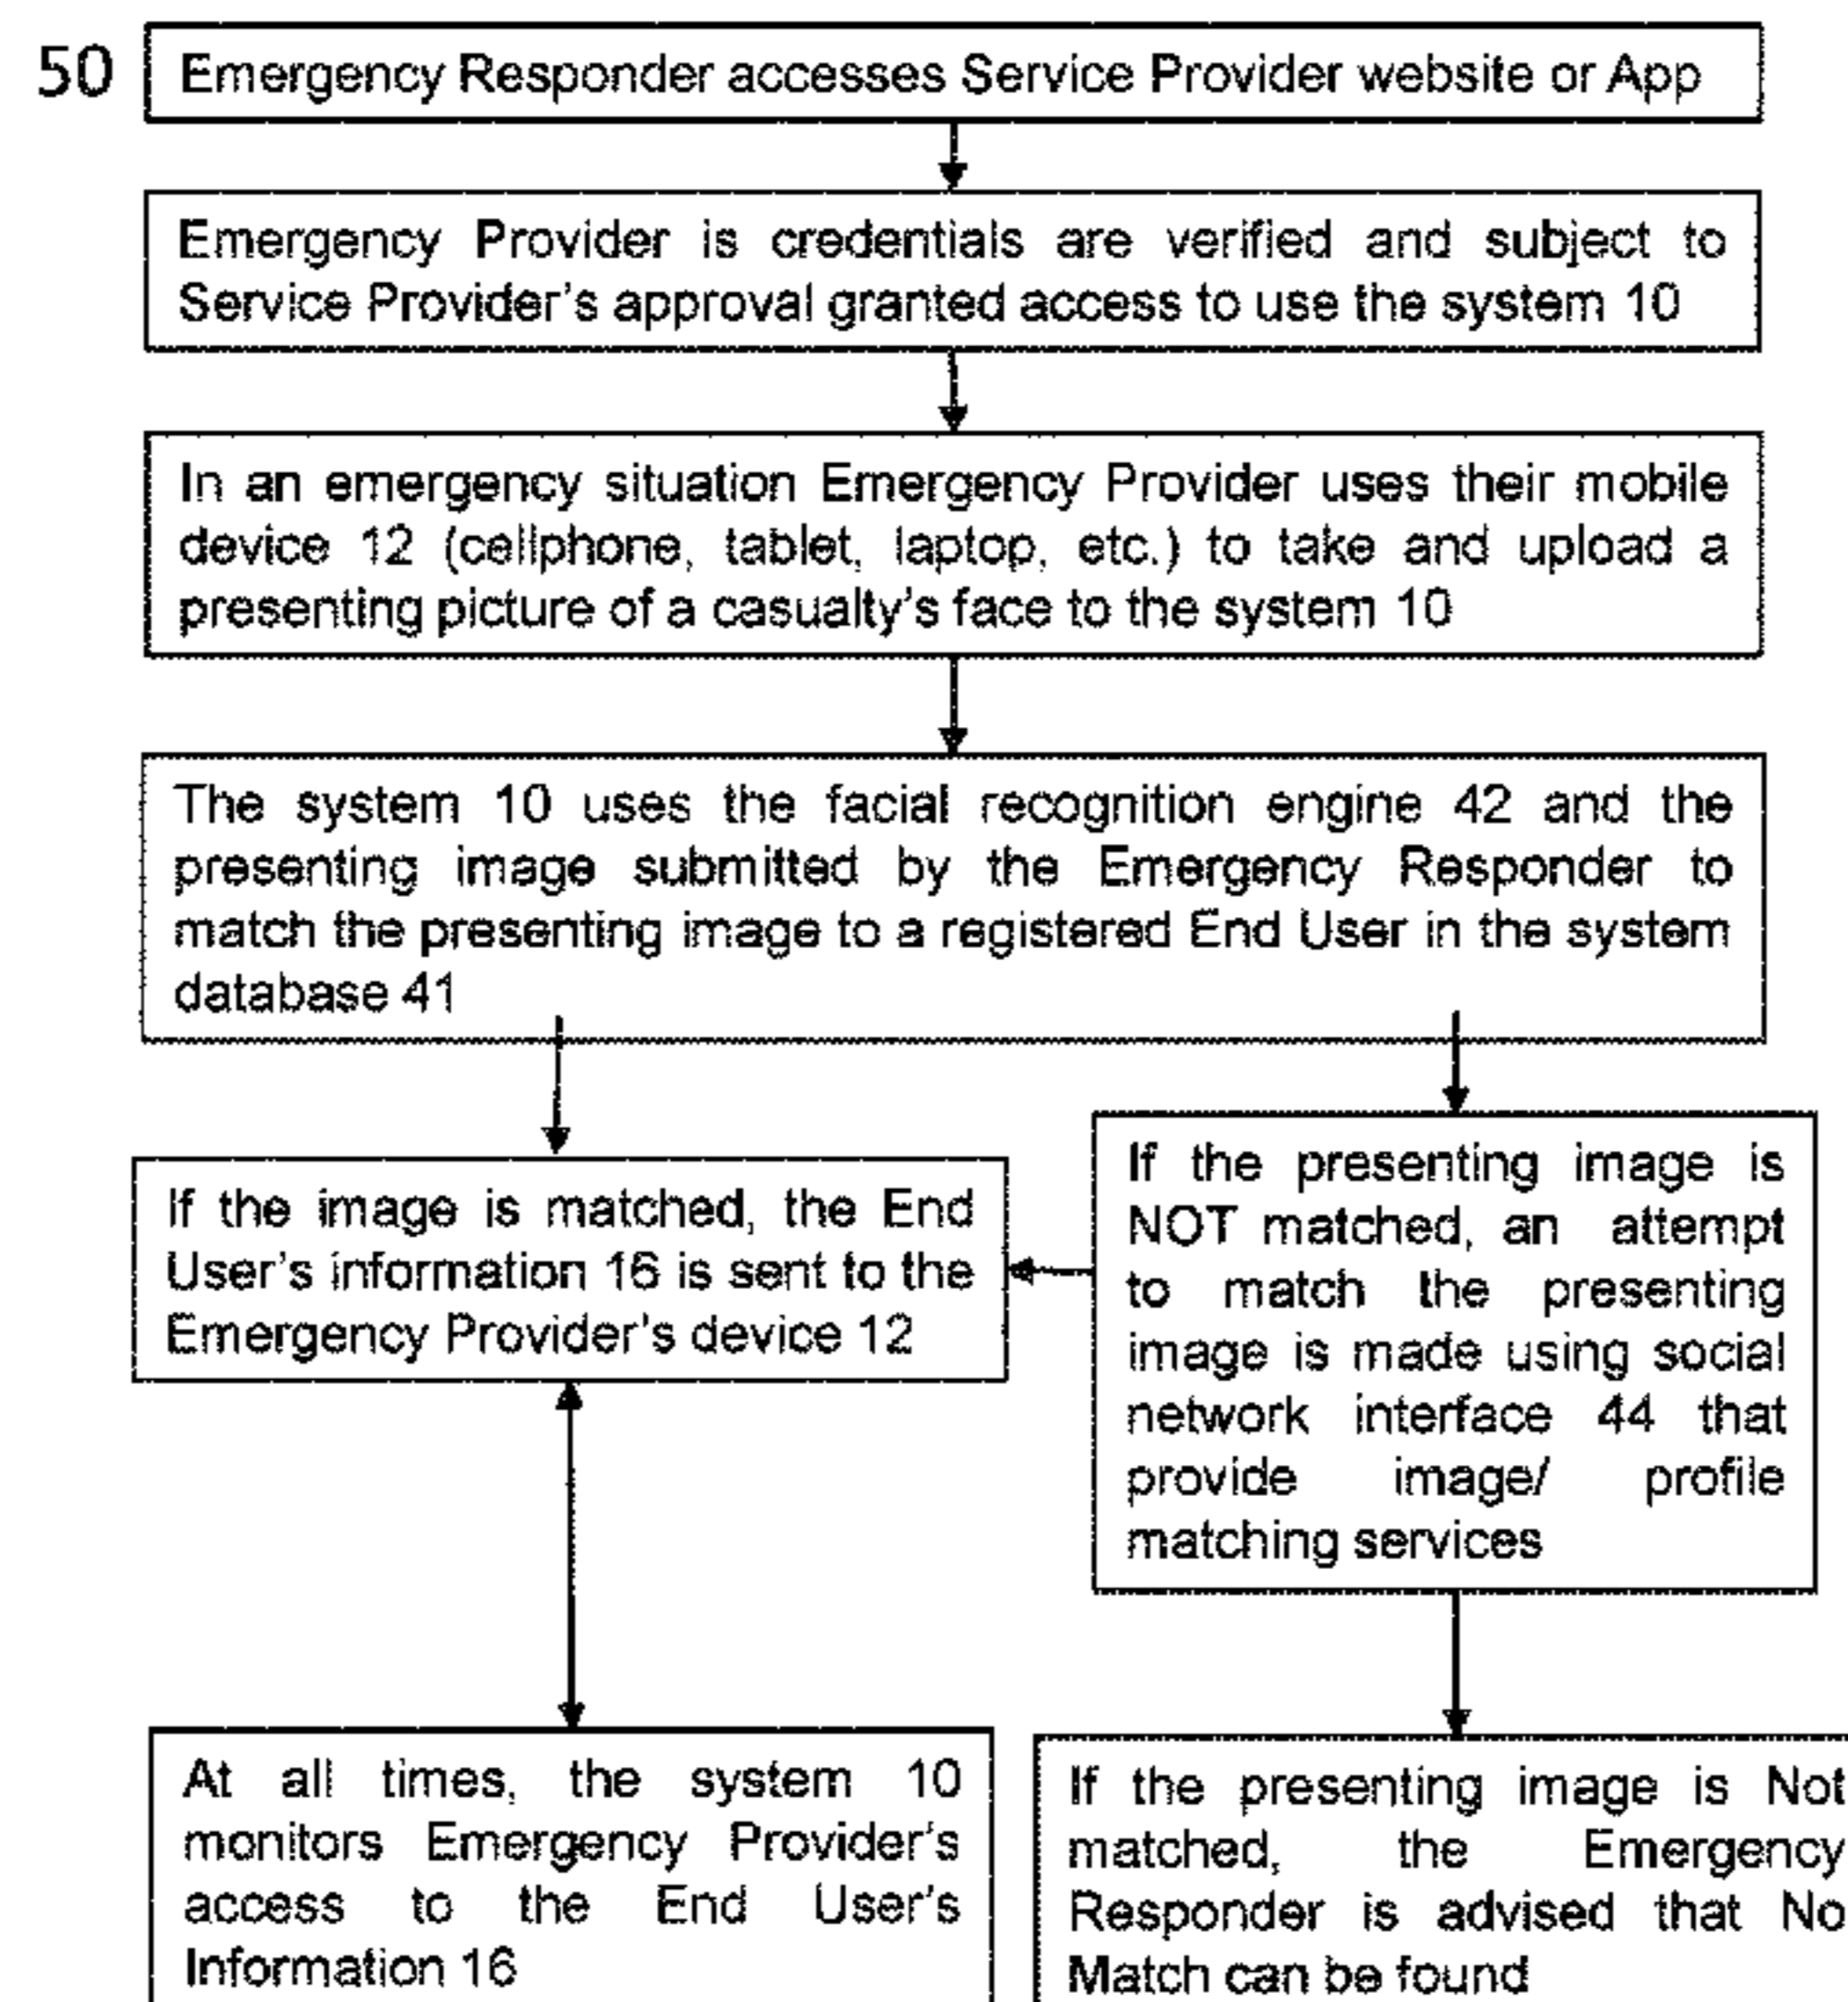 50
Emergency Responder accesses Service Provider website or App
Emergency Provider is credentials are verified and subject to
Service Provider's approval granted access to use the system 10
In an emergency situation Emergency Provider uses their mobile
device 12 (cellphone, tablet, laptop, etc.) to take and upload a
presenting picture of a casualty's face to the system 10
The system 10 uses the facial recognition engine 42 and the
presenting image submitted by the Emergency Responder to
match the presenting image to a registered End User in the system
database 41
If the image is matched, the End
User's information 16 is sent to the
Emergency Provider's device 12
If the presenting image is
NOT matched, an attempt
to match the presenting
image is made using social
network interface 44 that
provide image/ profile
matching services
At all times, the system 10
monitors Emergency Provider's
access to the End User's
Information 16
If the presenting image is Not
matched, the Emergency
Responder is advised that No
Match can be found